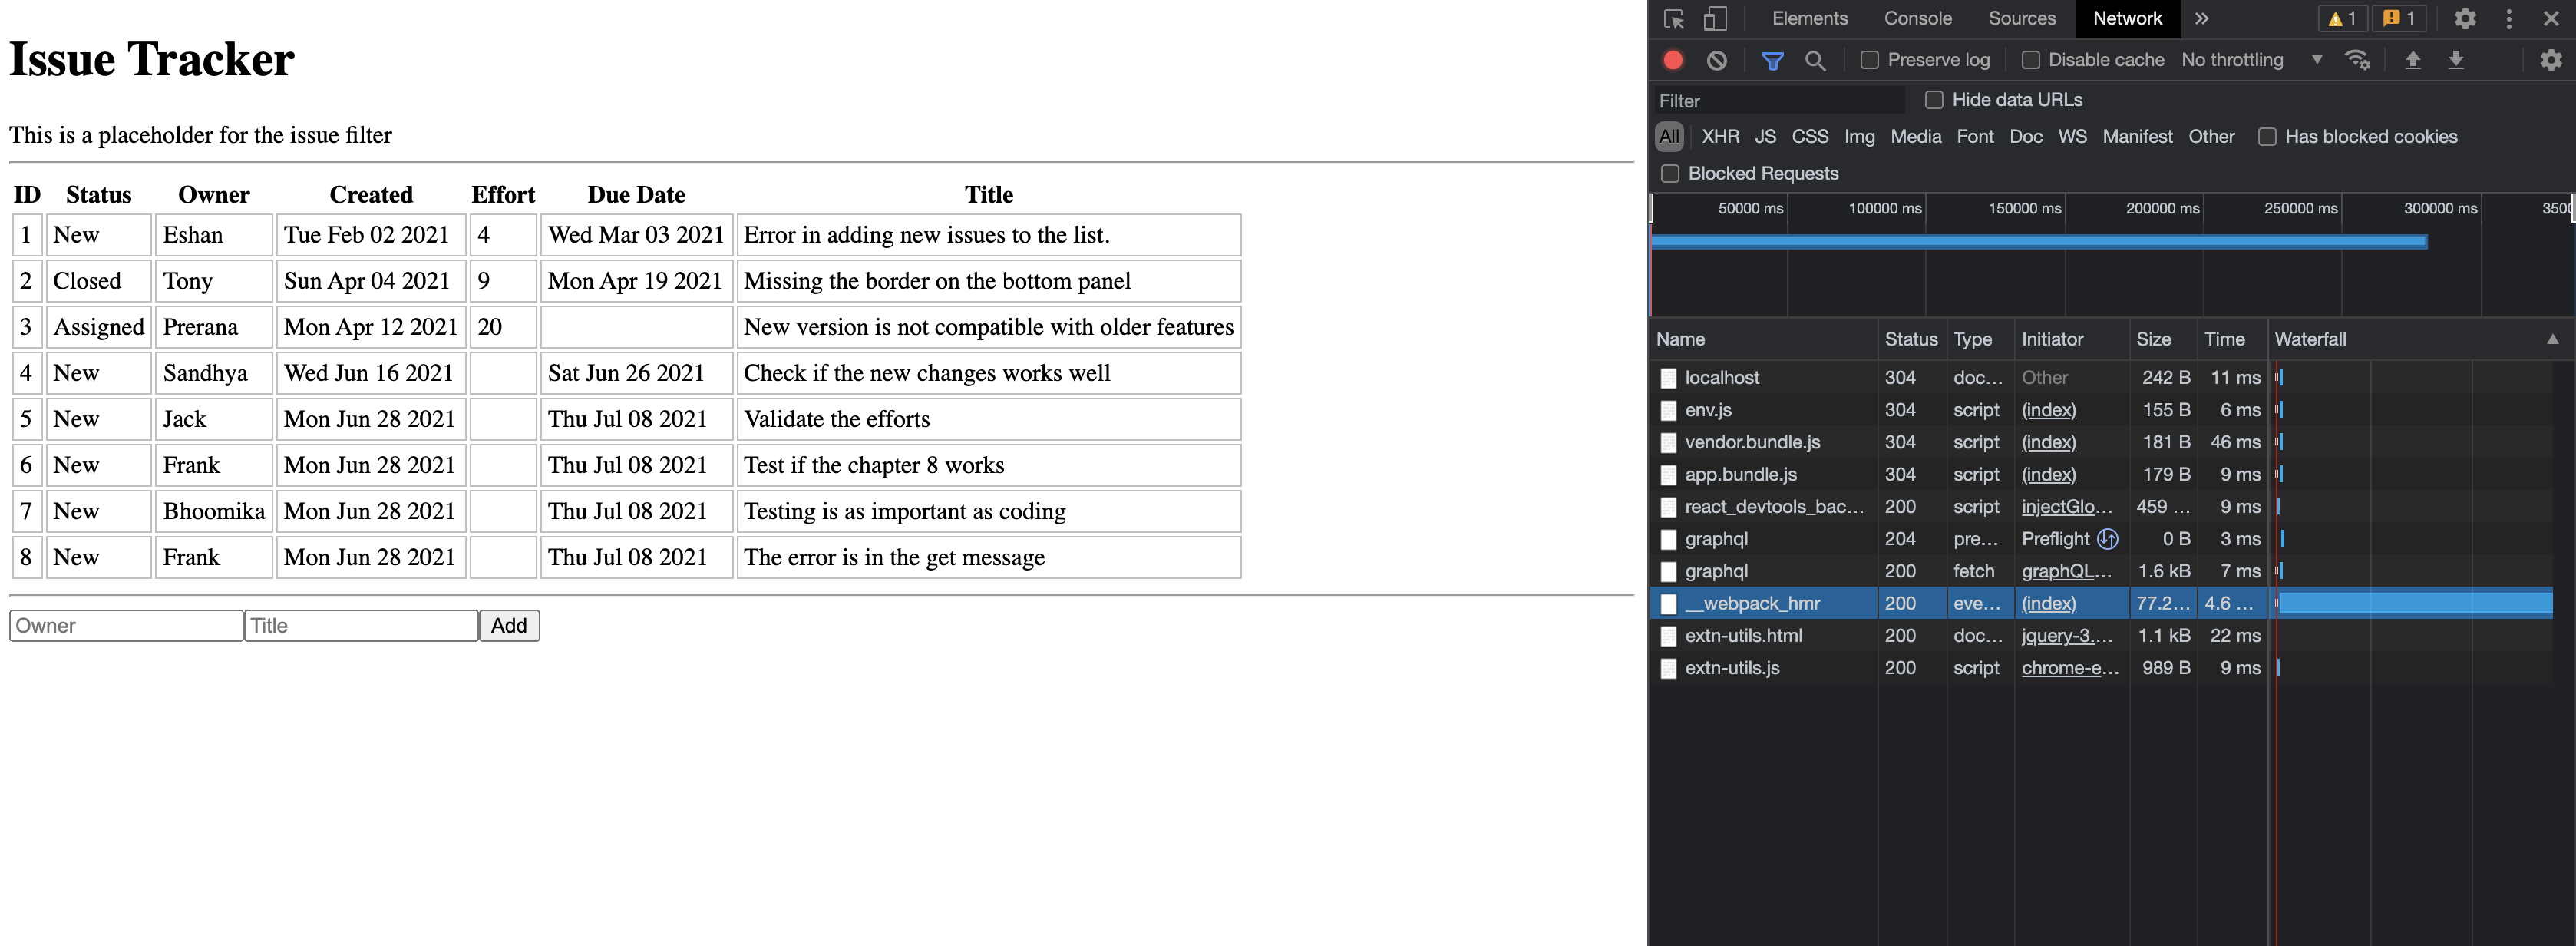 Issue Tracker
This is a placeholder for the issue filter
ID Status Owner Created Effort Due Date Title
1 New Eshan Tue Feb 02 2021 4 Wed Mar 03 2021 Error in adding new issues to the list.
2 Closed Tony Sun Apr 04 2021 9 Mon Apr 19 2021 Missing the border on the bottom panel
3 Assigned Prerana Mon Apr 12 2021 20 New version is not compatible with older features
4 New Sandhya Wed Jun 16 2021 Sat Jun 26 2021 Check if the new changes works well
5 New Jack Mon Jun 28 2021 Thu Jul 08 2021 Validate the efforts
6 New Frank Mon Jun 28 2021 Thu Jul 08 2021 Test if the chapter 8 works
7 New Bhoomika Mon Jun 28 2021 Thu Jul 08 2021 Testing is as important as coding
8 New Frank Mon Jun 28 2021 Thu Jul 08 2021 The error is in the get message
Owner Title Add
Elements Console Sources Network » 1 1
Preserve log Disable cache No throttling
Filter Hide data URLs
All XHR JS CSS Img Media Font Doc WS Manifest Other Has blocked cookies
Blocked Requests
50000 ms 100000 ms 150000 ms 200000 ms 250000 ms 300000 ms 3500
Name Status Type Initiator Size Time Waterfall
localhost 304 doc... Other 242 B 11 ms
env.js 304 script (index) 155 B 6 ms
vendor.bundle.js 304 script (index) 181 B 46 ms
app.bundle.js 304 script (index) 179 B 9 ms
react_devtools_bac... 200 script injectGlo... 459 ... 9 ms
graphql 204 pre... Preflight 0 B 3 ms
graphql 200 fetch graphQL... 1.6 kB 7 ms
__webpack_hmr 200 eve... (index) 77.2... 4.6 ...
extn-utils.html 200 doc... jquery-3.... 1.1 kB 22 ms
extn-utils.js 200 script chrome-e... 989 B 9 ms